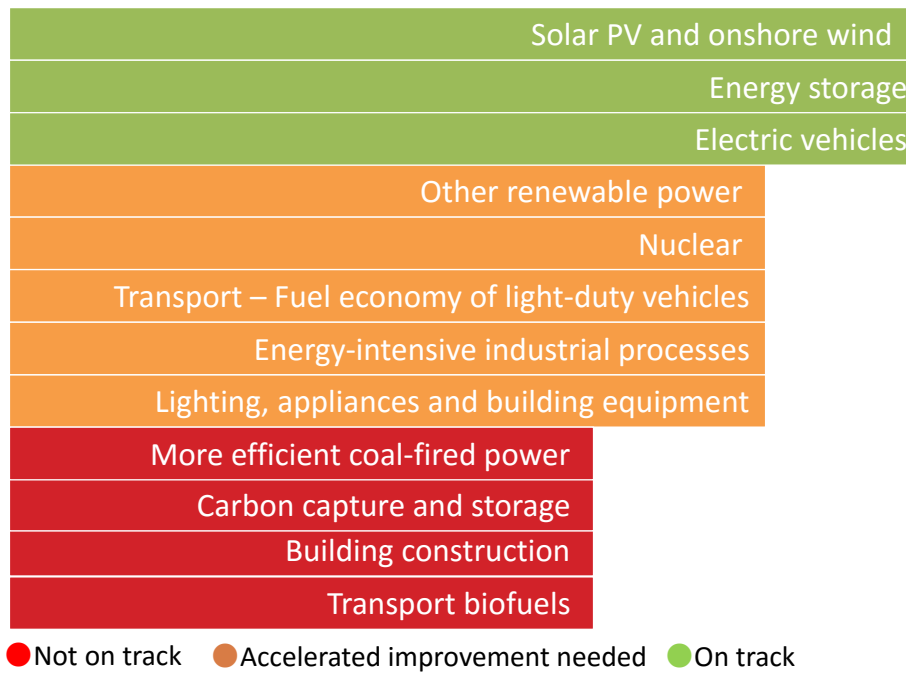 Solar PV and onshore wind
Energy storage
Electric vehicles
Other renewable power
Nuclear
Transport – Fuel economy of light-duty vehicles
Energy-intensive industrial processes
Lighting, appliances and building equipment
More efficient coal-fired power
Carbon capture and storage
Building construction
Transport biofuels
Not on track Accelerated improvement needed On track